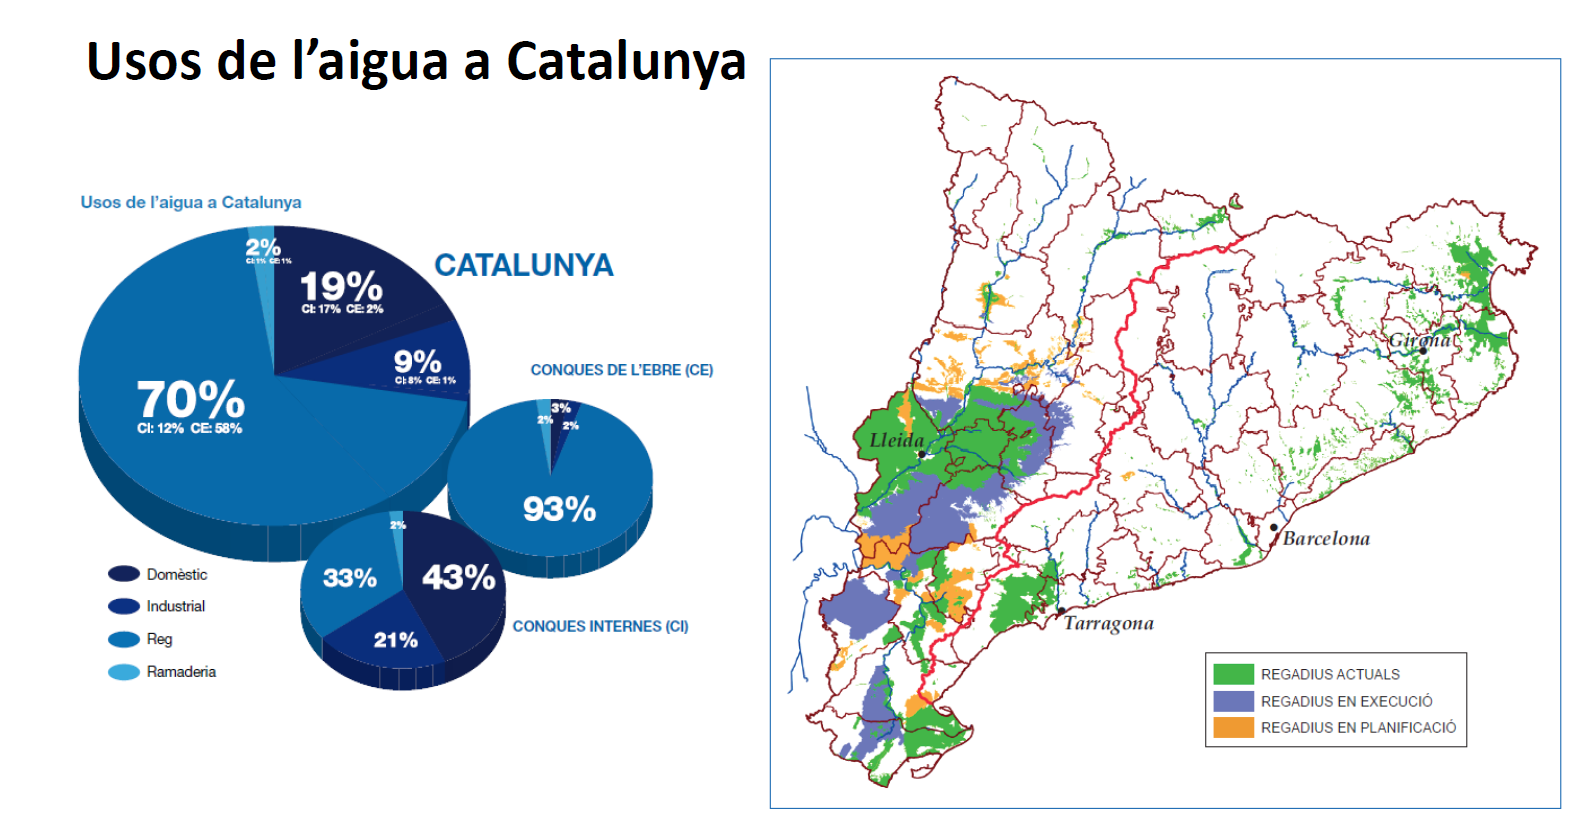 Usos de l'aigua a Catalunya
Usos de l'aigua a Catalunya
CATALUNYA
2%
CI: 1% CE: 1%
19%
CI: 17% CE: 2%
9%
CI: 8% CE: 1%
70%
CI: 12% CE: 58%
CONQUES DE L'EBRE (CE)
3%
2%
2%
93%
2%
33%
43%
21%
CONQUES INTERNES (CI)
Domèstic
Industrial
Reg
Ramaderia
Girona
Lleida
Barcelona
Tarragona
REGADIUS ACTUALS
REGADIUS EN EXECUCIÓ
REGADIUS EN PLANIFICACIÓ